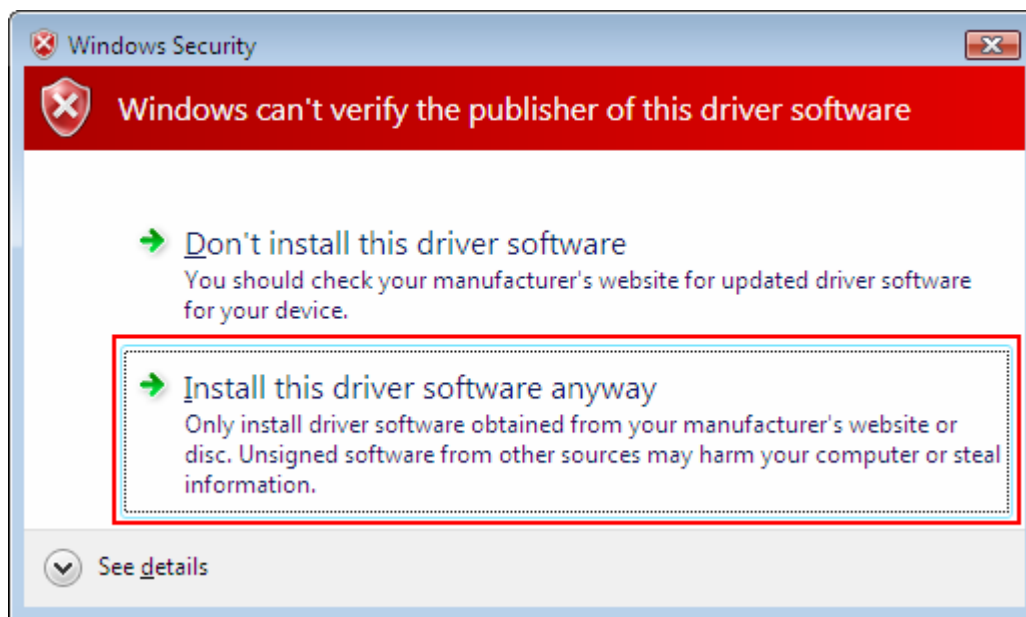 Windows Security
Windows can't verify the publisher of this driver software
Don't install this driver software
You should check your manufacturer's website for updated driver software
for your device.
Install this driver software anyway
Only install driver software obtained from your manufacturer's website or
disc. Unsigned software from other sources may harm your computer or steal
information.
See details